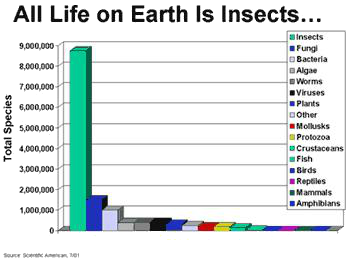 All Life on Earth Is Insects…
9,000,000
8,000,000
7,000,000
6,000,000
5,000,000
4,000,000
3,000,000
2,000,000
1,000,000
0
Total Species
Insects
Fungi
Bacteria
Algae
Worms
Viruses
Plants
Other
Mollusks
Protozoa
Crustaceans
Fish
Birds
Reptiles
Mammals
Amphibians
Source: Scientific American, 7/01